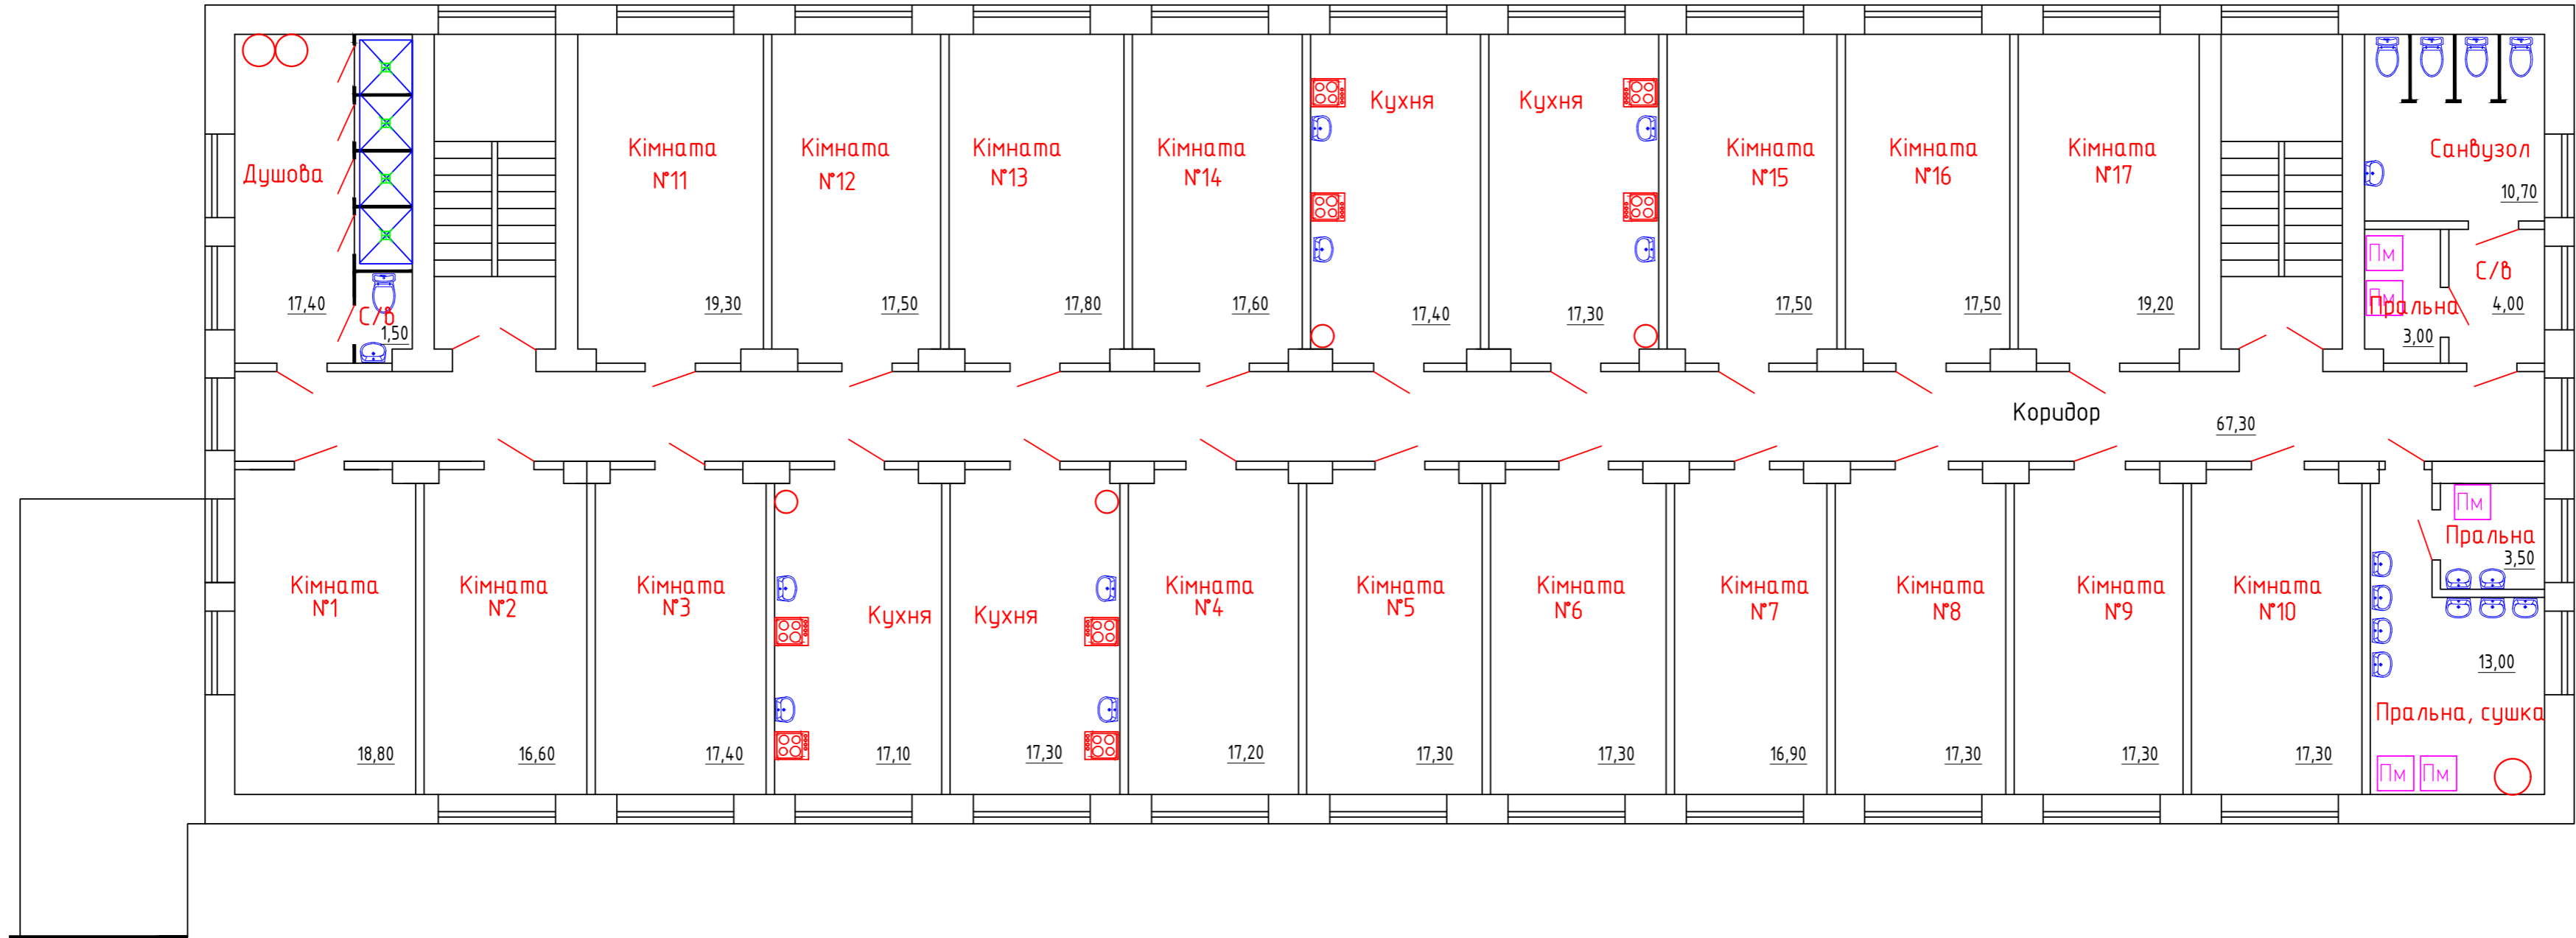 Душова
17,40
С/в
1,50
Кімната
№11
19,30
Кімната
№12
17,50
Кімната
№13
17,80
Кімната
№14
17,60
Кухня
17,40
Кухня
17,30
Кімната
№15
17,50
Кімната
№16
17,50
Кімната
№17
19,20
Санвузол
10,70
Пм
Пм
Пральна
3,00
С/в
4,00
Коридор
67,30
Кімната
№1
18,80
Кімната
№2
16,60
Кімната
№3
17,40
Кухня
17,10
Кухня
17,30
Кімната
№4
17,20
Кімната
№5
17,30
Кімната
№6
17,30
Кімната
№7
16,90
Кімната
№8
17,30
Кімната
№9
17,30
Кімната
№10
17,30
Пм
Пральна
3,50
13,00
Пральна, сушка
Пм
Пм